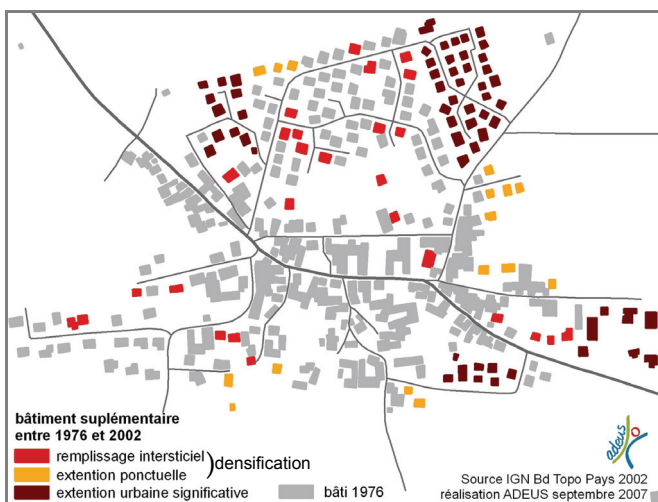 bâtiment suplémentaire
entre 1976 et 2002
remplissage intersticiel
extention ponctuelle
)densification
extention urbaine significative
bâti 1976
adeus
Source IGN Bd Topo Pays 2002
réalisation ADEUS septembre 2007